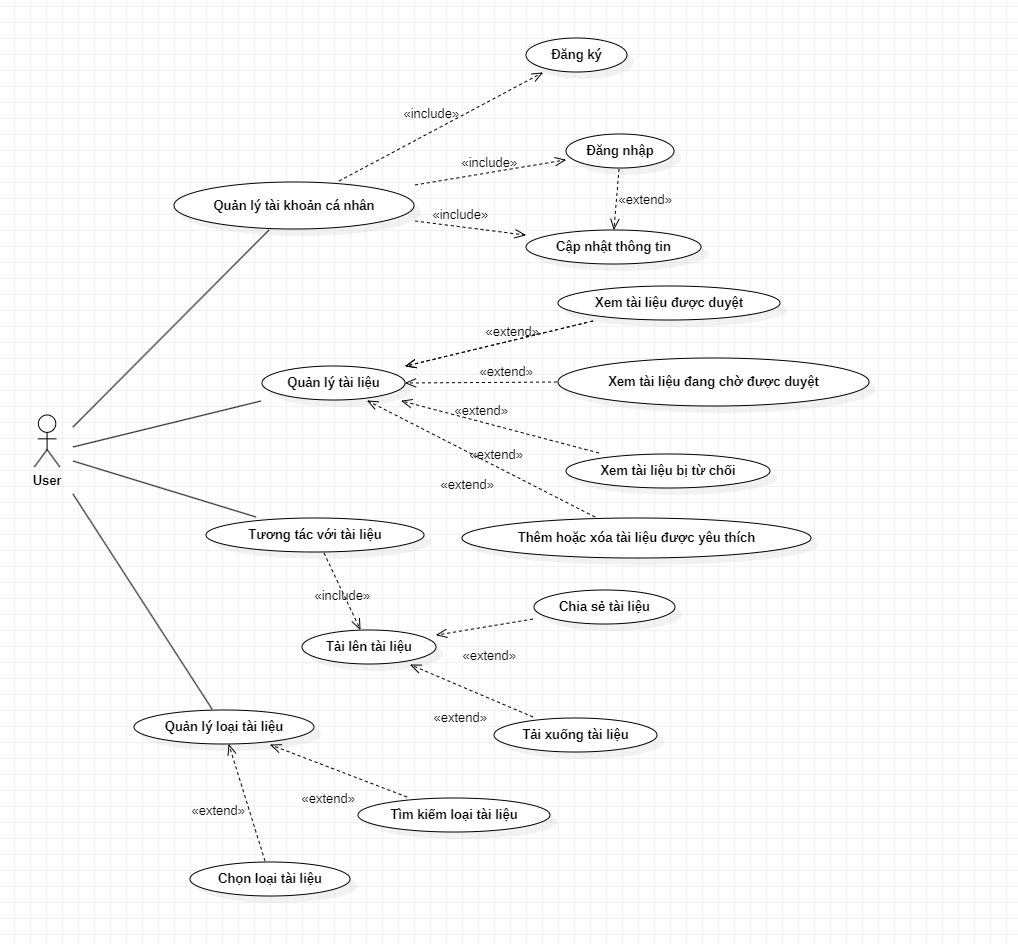 Đăng ký
«include»
Đăng nhập
«include»
Quản lý tài khoản cá nhân
«extend»
«include»
Cập nhật thông tin
Xem tài liệu được duyệt
«extend»
Quản lý tài liệu
«extend»
Xem tài liệu đang chờ được duyệt
«extend»
«extend»
Xem tài liệu bị từ chối
User
«extend»
Tương tác với tài liệu
Thêm hoặc xóa tài liệu được yêu thích
«include»
Chia sẻ tài liệu
Tải lên tài liệu
«extend»
«extend»
Quản lý loại tài liệu
Tải xuống tài liệu
«extend»
«extend»
Tìm kiếm loại tài liệu
Chọn loại tài liệu